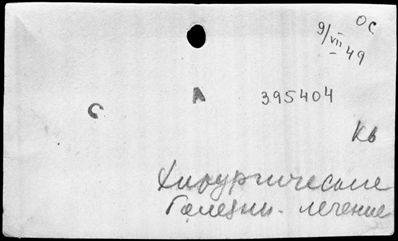 ОС
9/VII-49
С А 395404
Кв
Хирургические
болезни - лечение